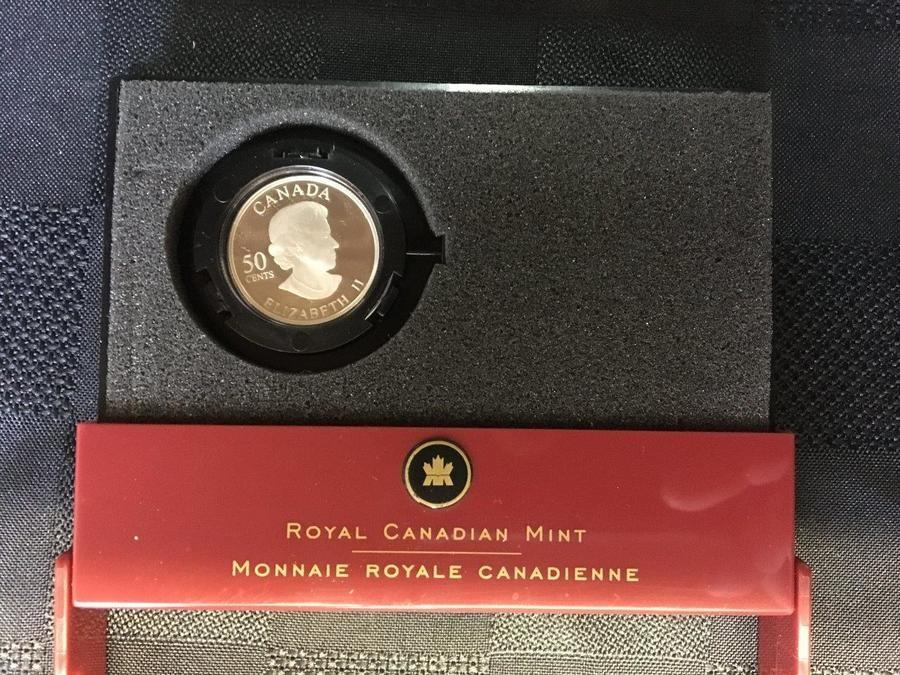 CANADA
50
CENTS
ELIZABETH II
ROYAL CANADIAN MINT
MONNAIE ROYALE CANADIENNE